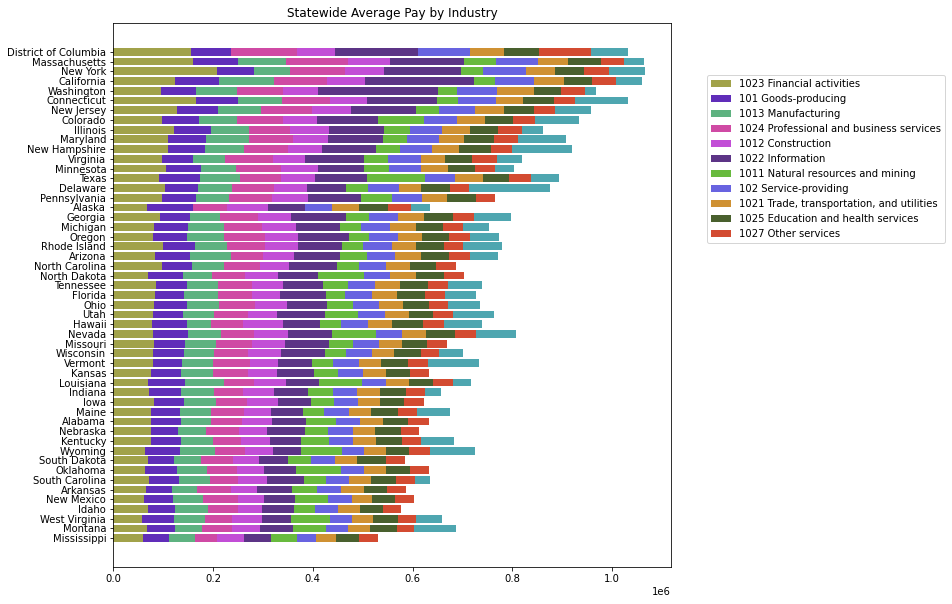 Statewide Average Pay by Industry
District of Columbia
Massachusetts
New York
California
Washington
Connecticut
New Jersey
Colorado
Illinois
Maryland
New Hampshire
Virginia
Minnesota
Texas
Delaware
Pennsylvania
Alaska
Georgia
Michigan
Oregon
Rhode Island
Arizona
North Carolina
North Dakota
Tennessee
Florida
Ohio
Utah
Hawaii
Nevada
Missouri
Wisconsin
Vermont
Kansas
Louisiana
Indiana
Iowa
Maine
Alabama
Nebraska
Kentucky
Wyoming
South Dakota
Oklahoma
South Carolina
Arkansas
New Mexico
Idaho
West Virginia
Montana
Mississippi
0.0 0.2 0.4 0.6 0.8 1.0
1e6
1023 Financial activities
101 Goods-producing
1013 Manufacturing
1024 Professional and business services
1012 Construction
1022 Information
1011 Natural resources and mining
102 Service-providing
1021 Trade, transportation, and utilities
1025 Education and health services
1027 Other services